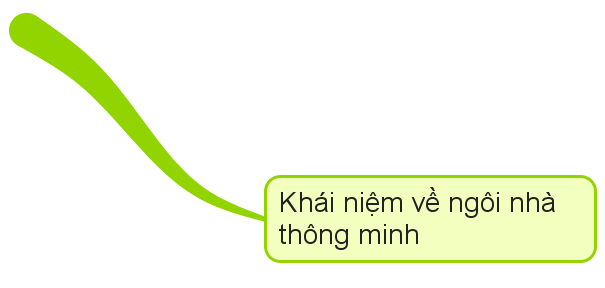 Khái niệm về ngôi nhà
thông minh